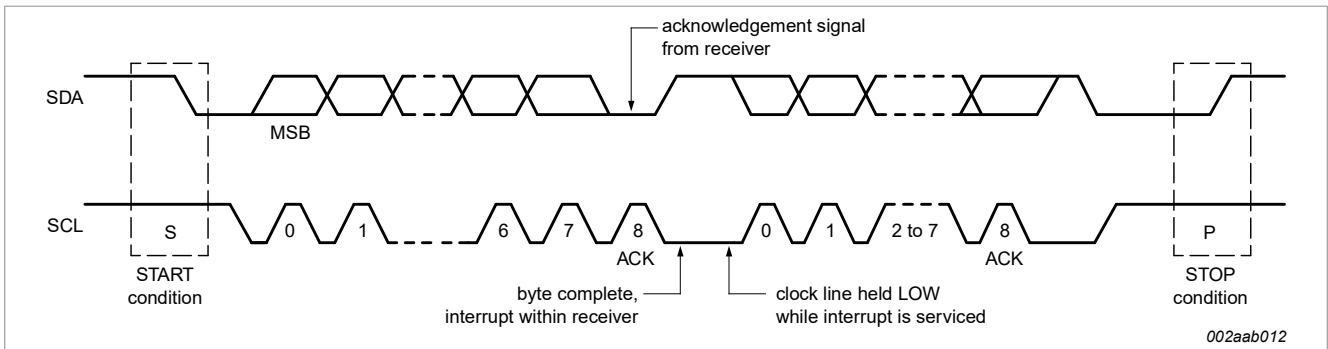 acknowledgement signal
from receiver
SDA
MSB
SCL
S
0
1
6
7
8
0
1
2 to 7
8
P
START
condition
ACK
ACK
STOP
condition
byte complete,
interrupt within receiver
clock line held LOW
while interrupt is serviced
002aab012